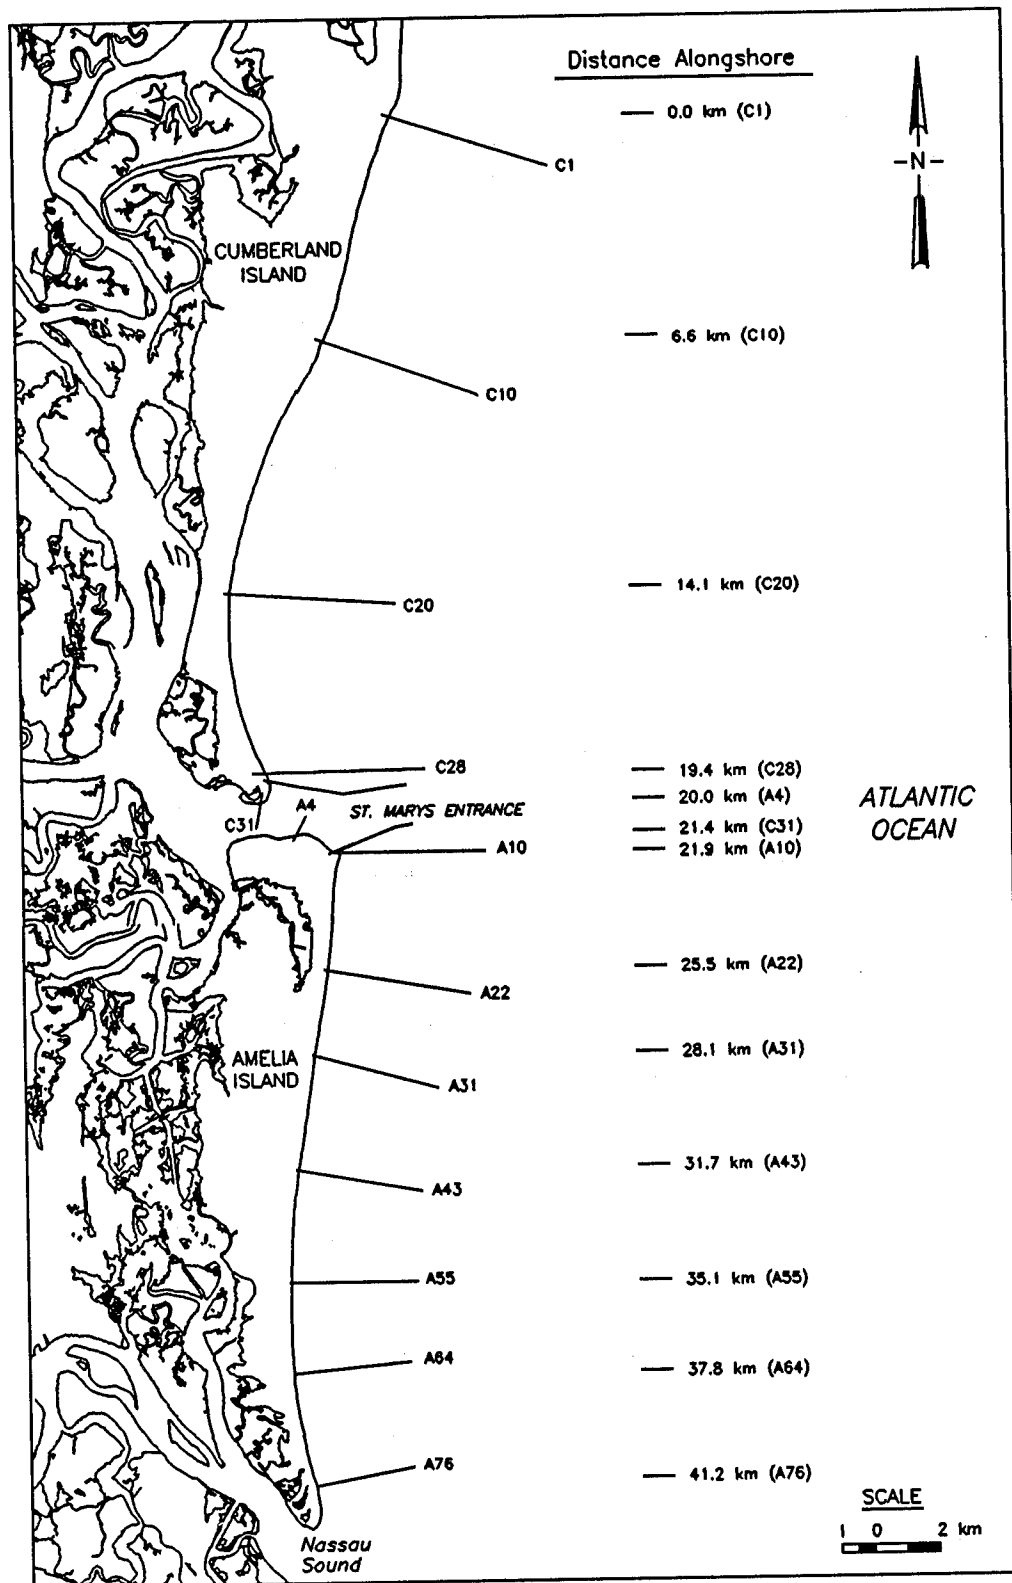 Distance Alongshore
0.0 km (C1)
-N-
C1
CUMBERLAND
ISLAND
6.6 km (C10)
C10
14.1 km (C20)
C20
C28
19.4 km (C28)
20.0 km (A4)
ATLANTIC
OCEAN
A4
ST. MARYS ENTRANCE
C31
21.4 km (C31)
A10
21.9 km (A10)
25.5 km (A22)
A22
28.1 km (A31)
AMELIA
ISLAND
A31
31.7 km (A43)
A43
A55
35.1 km (A55)
A64
37.8 km (A64)
A76
41.2 km (A76)
SCALE
1 0 2 km
Nassau
Sound